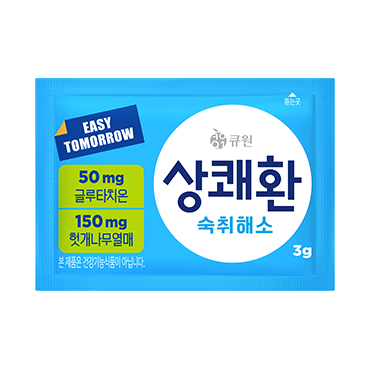 뜯는곳
EASY
TOMORROW
큐원
상쾌환
숙취해소
50 mg
글루타치온
150 mg
헛개나무열매
본 제품은 건강기능식품이 아닙니다.
3g